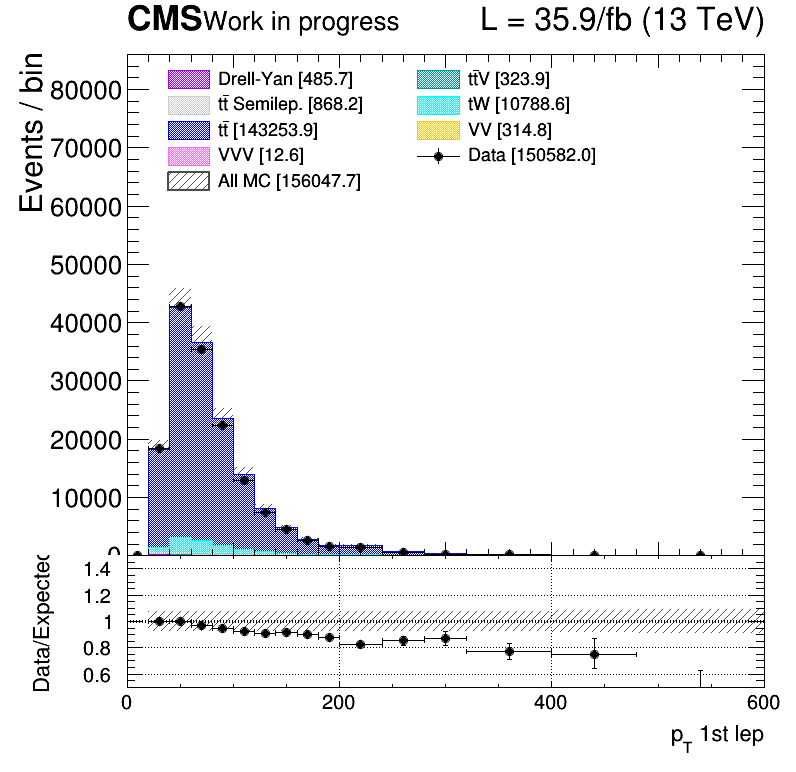 CMS Work in progress L = 35.9/fb (13 TeV)
Events / bin
Drell-Yan [485.7]
tt̄ Semilep. [868.2]
tt̄ [143253.9]
VVV [12.6]
All MC [156047.7]
tt̄V [323.9]
tW [10788.6]
VV [314.8]
Data [150582.0]
80000
70000
60000
50000
40000
30000
20000
10000
0
Data/Expected
1.4
1.2
1
0.8
0.6
0 200 400 600
p_T 1st lep